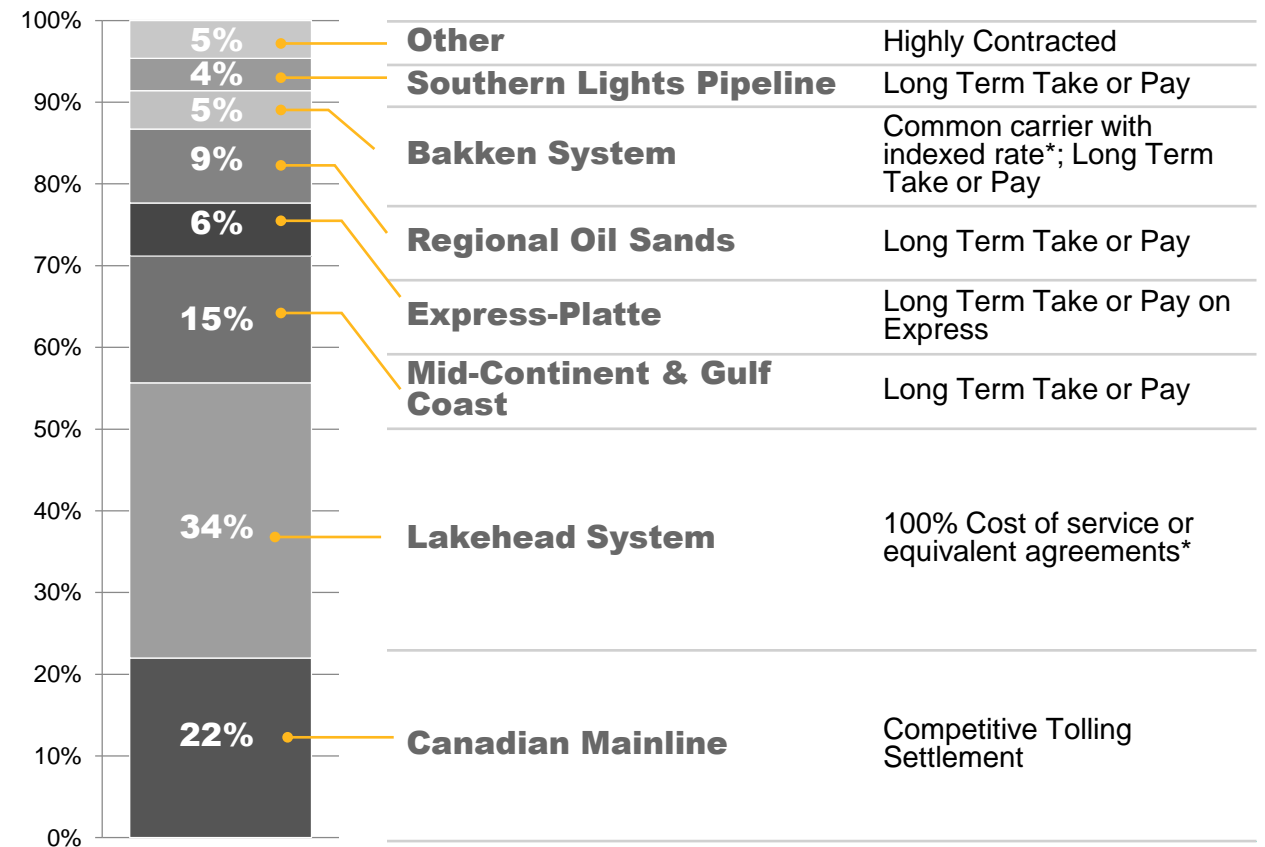 100%
5%
Other
Highly Contracted
4%
Southern Lights Pipeline
Long Term Take or Pay
90%
5%
Bakken System
Common carrier with
indexed rate*; Long Term
Take or Pay
9%
80%
Regional Oil Sands
Long Term Take or Pay
6%
70%
Express-Platte
Long Term Take or Pay on
Express
15%
60%
Mid-Continent & Gulf
Coast
Long Term Take or Pay
50%
40%
34%
Lakehead System
100% Cost of service or
equivalent agreements*
30%
20%
22%
Canadian Mainline
Competitive Tolling
Settlement
10%
0%